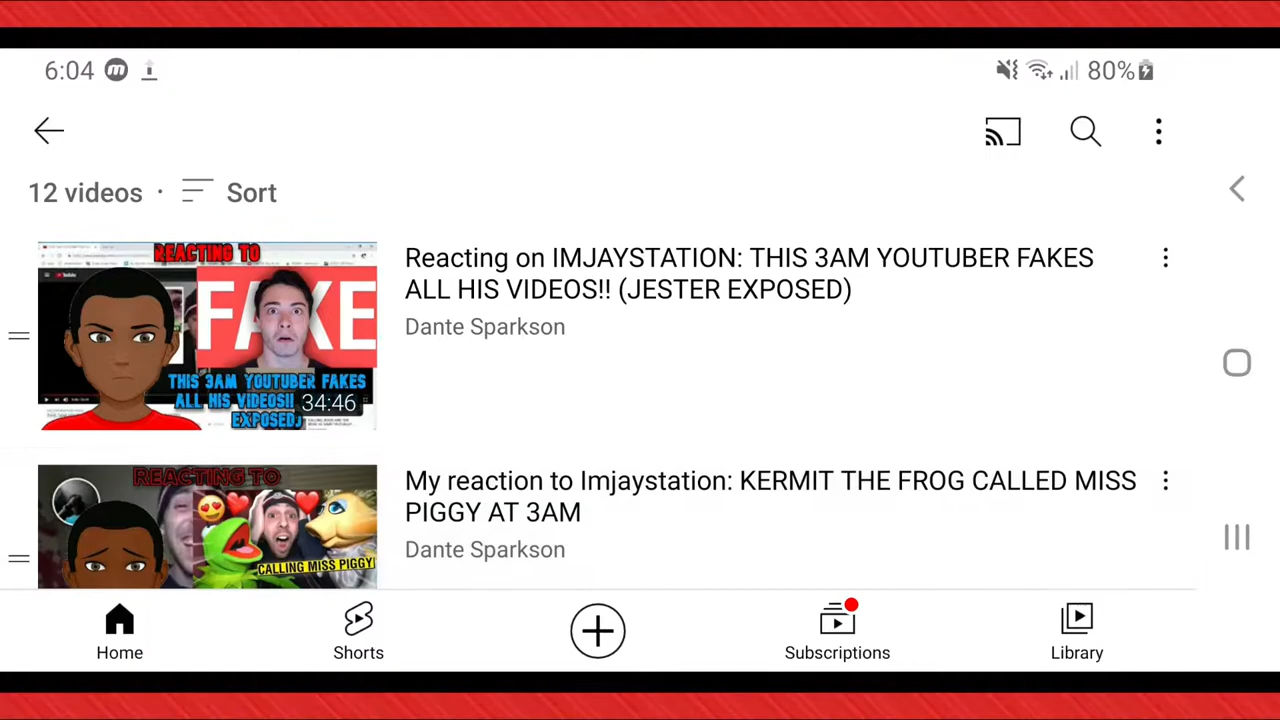 6:04 m 80%
12 videos · Sort
REACTING TO
FAKE
THIS 3AM YOUTUBER FAKES
ALL HIS VIDEOS!!
EXPOSED)
34:46
Reacting on IMJAYSTATION: THIS 3AM YOUTUBER FAKES
ALL HIS VIDEOS!! (JESTER EXPOSED)
Dante Sparkson
REACTING TO
CALLING MISS PIGGY!
My reaction to Imjaystation: KERMIT THE FROG CALLED MISS
PIGGY AT 3AM
Dante Sparkson
Home Shorts Subscriptions Library